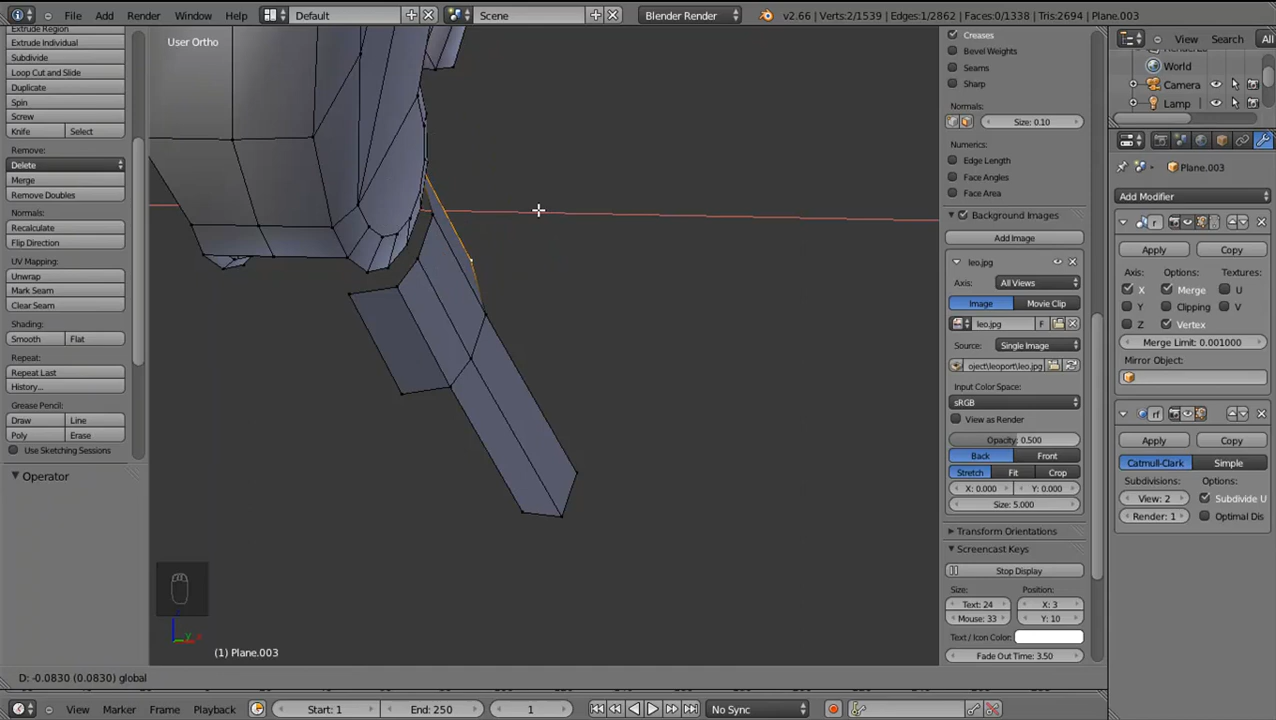 File Add Render Window Help Default Scene Blender Render v2.66 | Verts:2/1539 | Edges:1/2862 | Faces:0/1338 | Tris:2694 | Plane.003
User Ortho
Extrude Individual
Subdivide
Loop Cut and Slide
Duplicate
Spin
Screw
Knife Select
Remove:
Delete
Merge
Remove Doubles
Normals:
Recalculate
Flip Direction
UV Mapping:
Unwrap
Mark Seam
Clear Seam
Shading:
Smooth Flat
Repeat:
Repeat Last
History...
Grease Pencil:
Draw Line
Poly Erase
Use Sketching Sessions
Operator
(1) Plane.003
D: -0.0830 (0.0830) global
Creases
Bevel Weights
Seams
Sharp
Normals:
Size: 0.10
Numerics:
Edge Length
Face Angles
Face Area
Background Images
Add Image
leo.jpg
Axis: All Views
Image Movie Clip
leo.jpg F
Source: Single Image
oject\leoport\leo.jpg
Input Color Space:
sRGB
View as Render
Opacity: 0.500
Back Front
Stretch Fit Crop
X: 0.000 Y: 0.000
Size: 5.000
Transform Orientations
Screencast Keys
Stop Display
Size: Position:
Text: 24 X: 3
Mouse: 33 Y: 10
Text / Icon Color:
Fade Out Time: 3.50
View Search All
World
Camera
Lamp
Plane.003
Add Modifier
Apply Copy
Axis: Options: Textures:
X Merge U
Y Clipping V
Z Vertex
Merge Limit: 0.001000
Mirror Object:
Apply Copy
Catmull-Clark Simple
Subdivisions: Options:
View: 2 Subdivide U
Render: 1 Optimal Dis
View Marker Frame Playback Start: 1 End: 250 1 No Sync